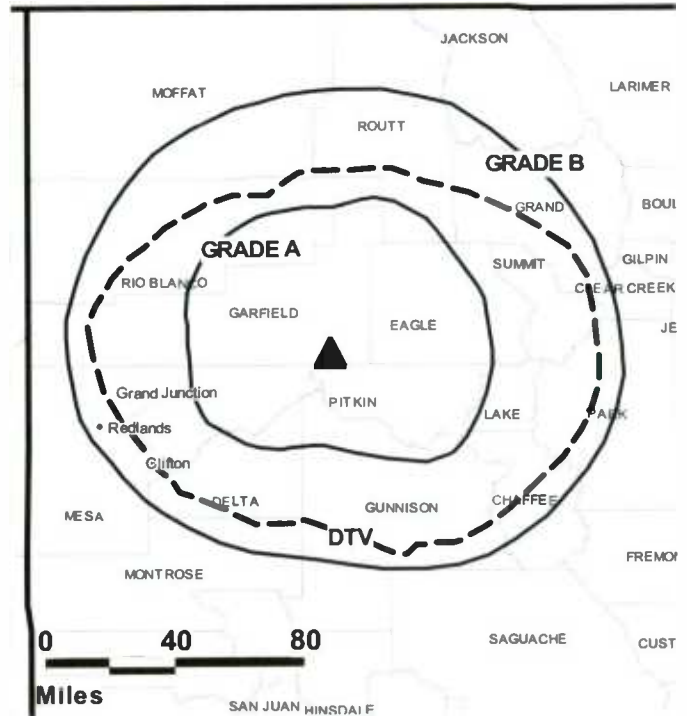 JACKSON
MOFFAT
LARIMER
ROUTT
GRADE B
GRAND
BOUL
GRADE A
SUMMIT
GILPIN
RIO BLANCO
CLEAR CREEK
GARFIELD
EAGLE
JE
Grand Junction
PITKIN
LAKE
PARK
Redlands
Clifton
DELTA
GUNNISON
CHAFFEE
MESA
DTV
MONTROSE
FREMON
0 40 80
SAGUACHE
CUST
Miles
SAN JUAN
HINSDALE